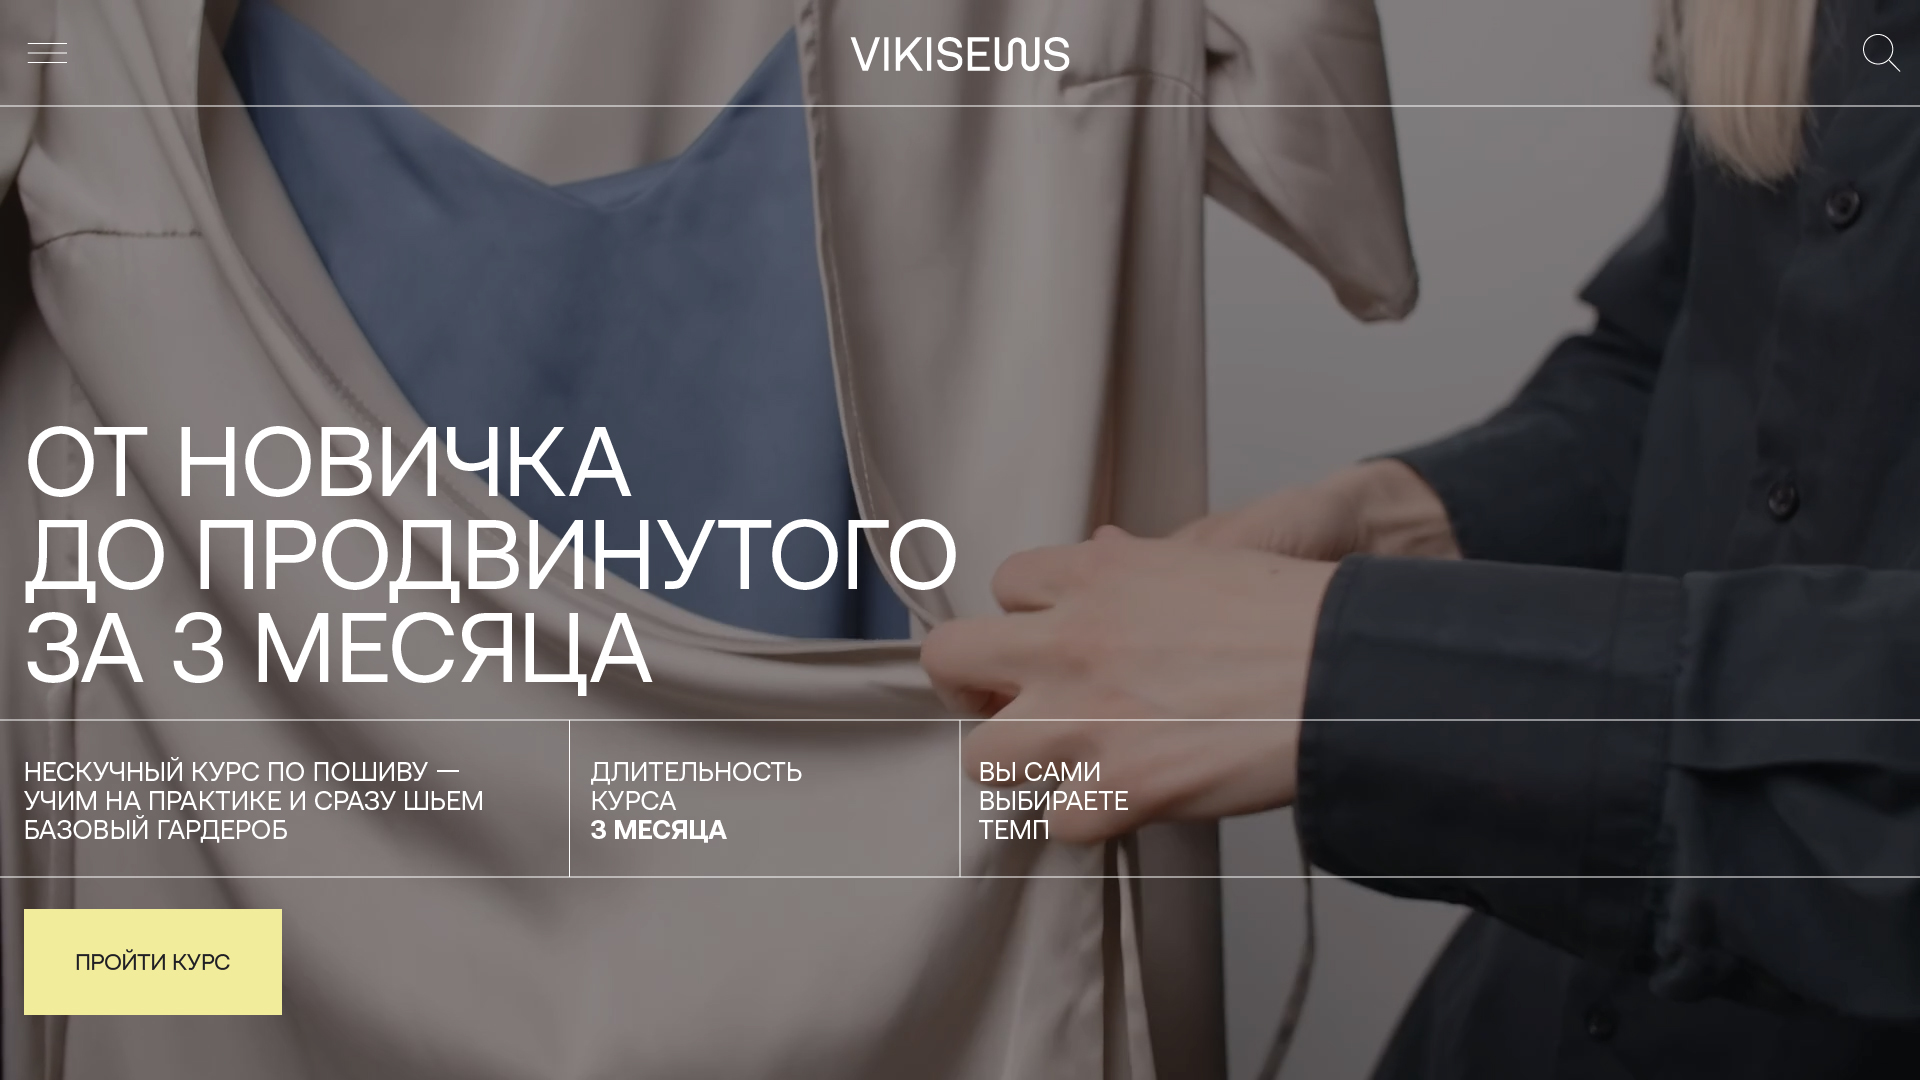 VIKISEWS
ОТ НОВИЧКА
ДО ПРОДВИНУТОГО
ЗА 3 МЕСЯЦА
НЕСКУЧНЫЙ КУРС ПО ПОШИВУ —
УЧИМ НА ПРАКТИКЕ И СРАЗУ ШЬЕМ
БАЗОВЫЙ ГАРДЕРОБ
ДЛИТЕЛЬНОСТЬ
КУРСА
3 МЕСЯЦА
ВЫ САМИ
ВЫБИРАЕТЕ
ТЕМП
ПРОЙТИ КУРС